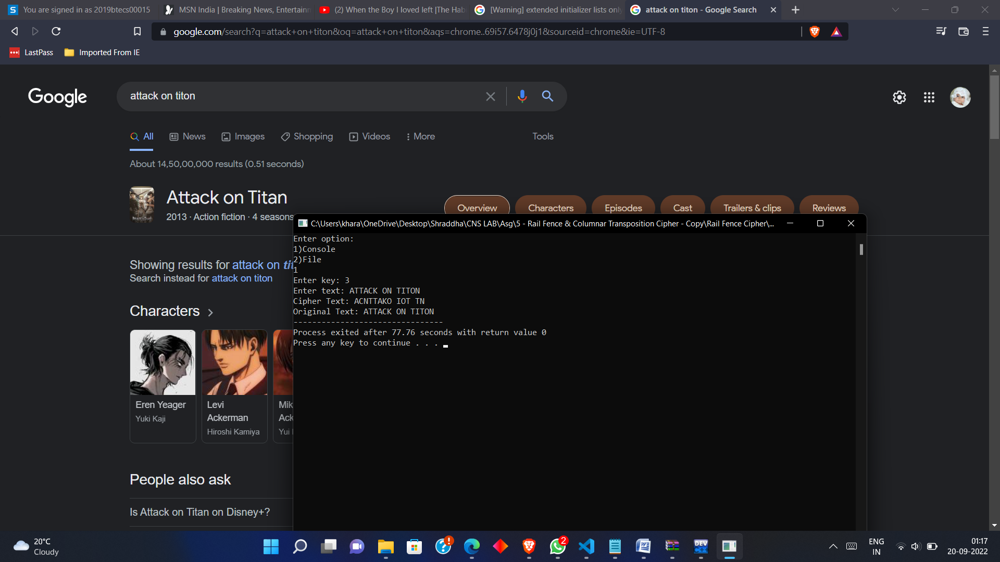 You are signed in as 2019btecs00015
MSN India | Breaking News, Entertainn
(2) When the Boy I loved left |The Hab
[Warning] extended initializer lists only
attack on titon - Google Search
google.com/search?q=attack+on+titon&oq=attack+on+titon&aqs=chrome..69i57.6478j0j1&sourceid=chrome&ie=UTF-8
LastPass
Imported From IE
Google
attack on titon
All
News
Images
Shopping
Videos
More
Tools
About 14,50,00,000 results (0.51 seconds)
Attack on Titan
2013 · Action fiction · 4 seasons
Overview
Characters
Episodes
Cast
Trailers & clips
Reviews
Showing results for attack on tit
Search instead for attack on titon
Characters
Eren Yeager
Yuki Kaji
Levi
Ackerman
Hiroshi Kamiya
Mik
Ack
Yui
People also ask
Is Attack on Titan on Disney+?
C:\Users\khara\OneDrive\Desktop\Shraddha\CNS LAB\Asg\5 - Rail Fence & Columnar Transposition Cipher - Copy\Rail Fence Cipher\...
Enter option:
1)Console
2)File
1
Enter key: 3
Enter text: ATTACK ON TITON
Cipher Text: ACNTTAKO IOT TN
Original Text: ATTACK ON TITON
--------------------------------
Process exited after 77.76 seconds with return value 0
Press any key to continue . . .
20°C
Cloudy
2
DEV
C++
ENG
IN
01:17
20-09-2022